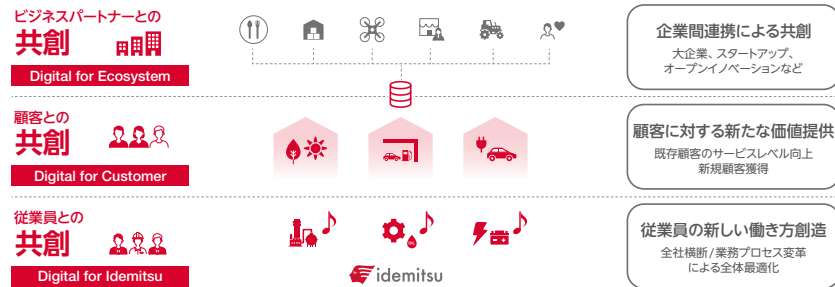 ビジネスパートナーとの
共創
Digital for Ecosystem
企業間連携による共創
大企業、スタートアップ、
オープンイノベーションなど
顧客との
共創
Digital for Customer
顧客に対する新たな価値提供
既存顧客のサービスレベル向上
新規顧客獲得
従業員との
共創
Digital for Idemitsu
idemitsu
従業員の新しい働き方創造
全社横断/業務プロセス変革
による全体最適化